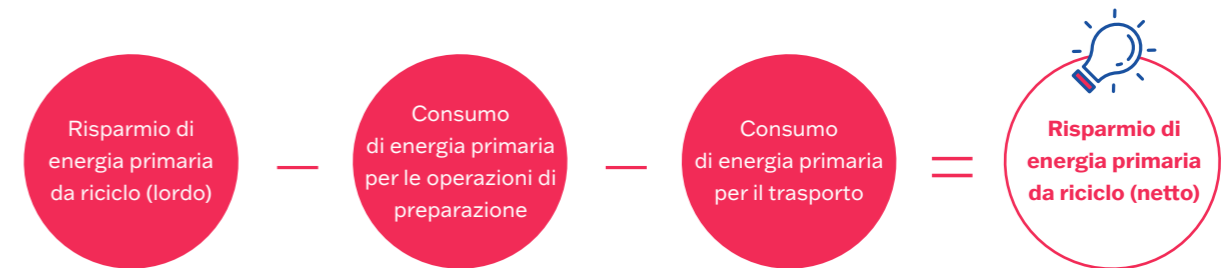 Risparmio di
energia primaria
da riciclo (lordo)
—
Consumo
di energia primaria
per le operazioni di
preparazione
—
Consumo
di energia primaria
per il trasporto
=
Risparmio di
energia primaria
da riciclo (netto)